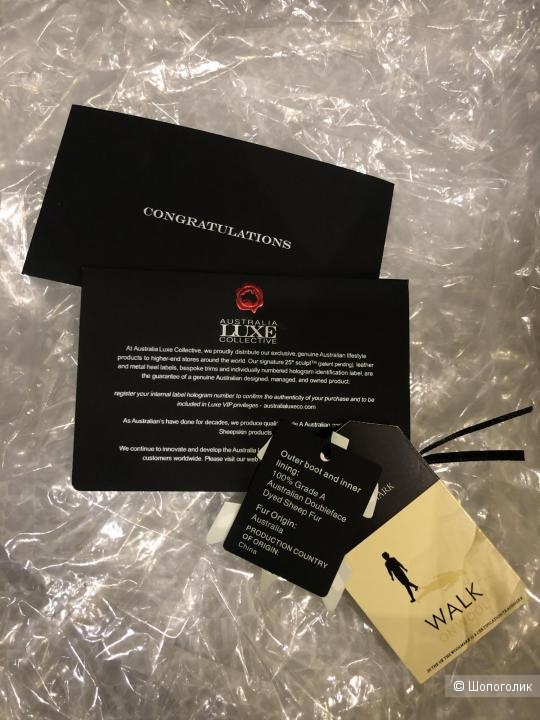 CONGRATULATIONS
AUSTRALIA
LUXE
COLLECTIVE
At Australia Luxe Collective, we proudly distribute our exclusive, genuine Australian lifestyle
products to higher-end stores around the world. Our signature 25° sculpt™ (patent pending), leather
and metal heel labels, bespoke trims and individually numbered hologram identification label, are
the guarantee of a genuine Australian designed, managed, and owned product.
register your internal label hologram number to confirm the authenticity of your purchase and to be
included in Luxe VIP privileges - australialuxeco.com
As Australian's have done for decades, we produce quality A Australian
Sheepskin products
We continue to innovate and develop the Australia
customers worldwide. Please visit our web
Outer boot and inner
lining:
100% Grade A
Australian Doubleface
Dyed Sheep Fur
Fur Origin:
Australia
PRODUCTION COUNTRY
OF ORIGIN:
China
WALK
ON WOOL
© Шопоголик